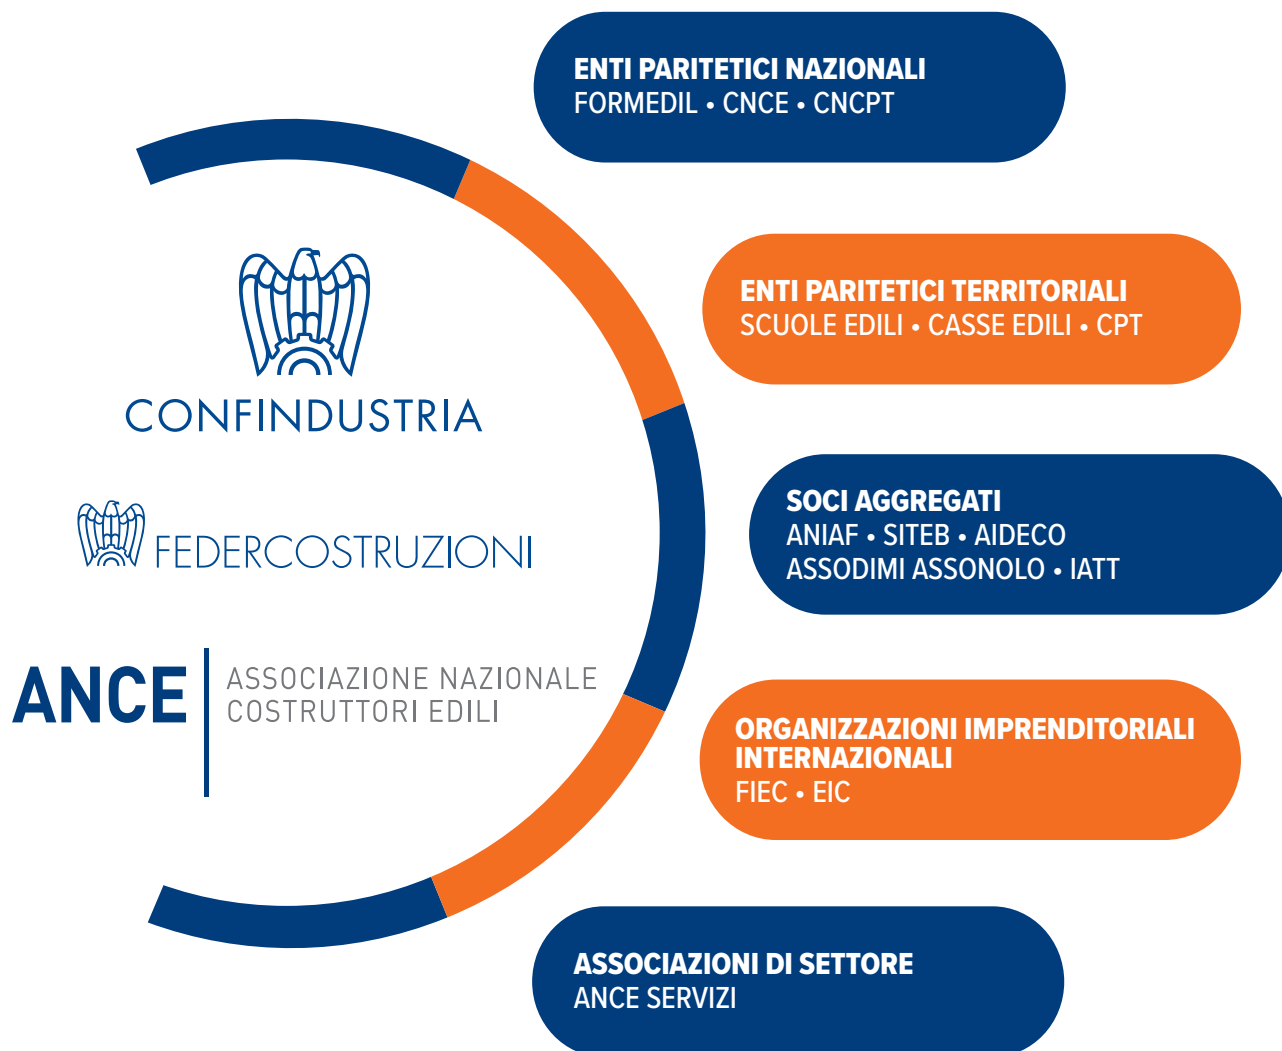 CONFINDUSTRIA
FEDERCOSTRUZIONI
ANCE
ASSOCIAZIONE NAZIONALE
COSTRUTTORI EDILI
ENTI PARITETICI NAZIONALI
FORMEDIL • CNCE • CNCPT
ENTI PARITETICI TERRITORIALI
SCUOLE EDILI • CASSE EDILI • CPT
SOCI AGGREGATI
ANIAF • SITEB • AIDECO
ASSODIMI ASSONOLO • IATT
ORGANIZZAZIONI IMPRENDITORIALI
INTERNAZIONALI
FIEC • EIC
ASSOCIAZIONI DI SETTORE
ANCE SERVIZI